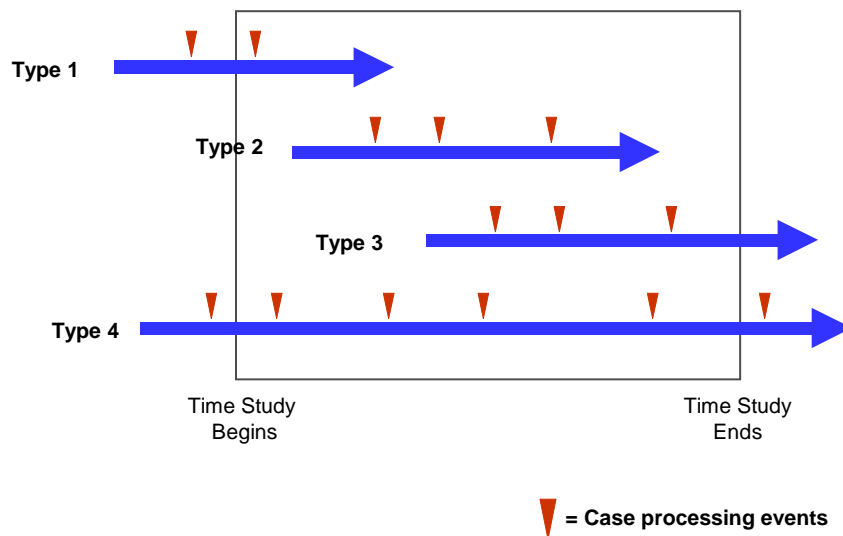 Type 1
Type 2
Type 3
Type 4
Time Study
Begins
Time Study
Ends
= Case processing events